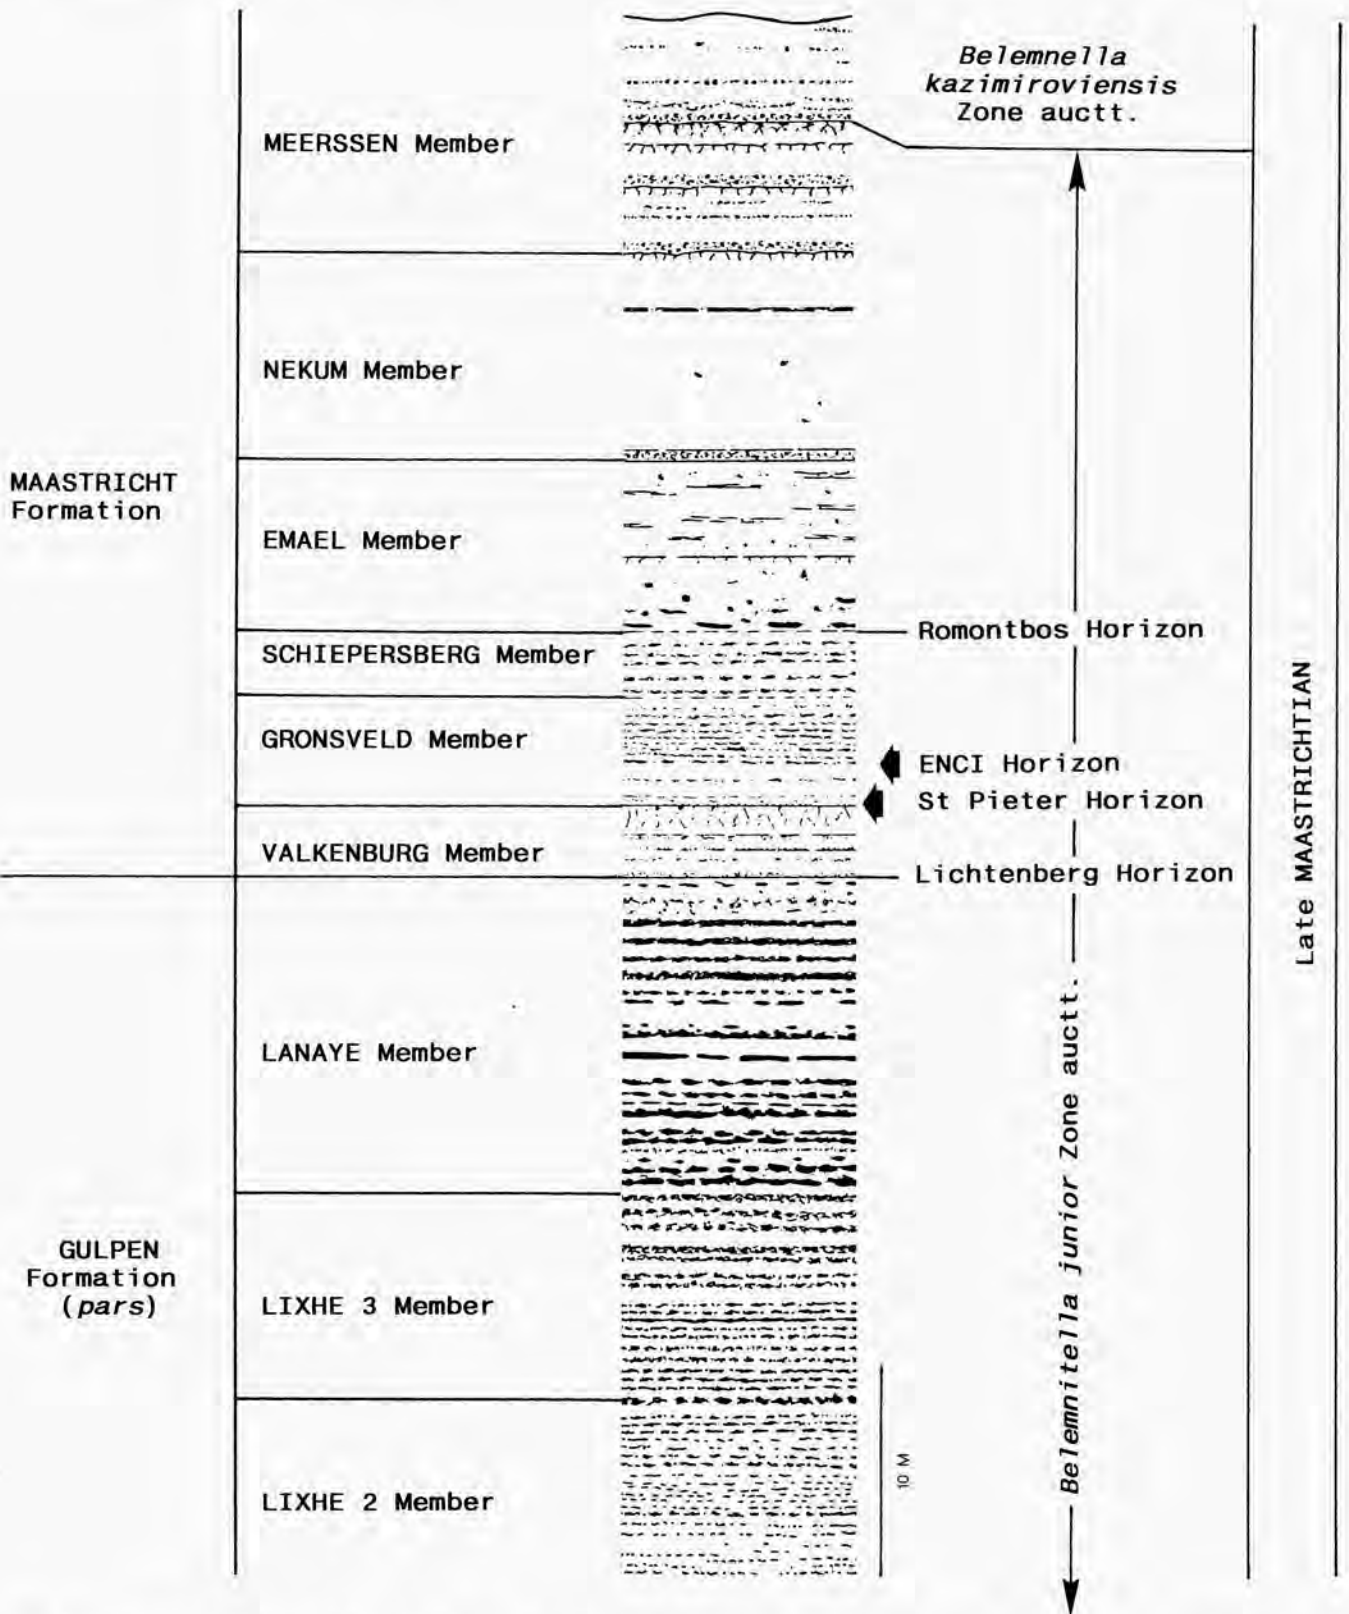 Belemnella
kazimiroviensis
Zone auctt.
MEERSSEN Member
NEKUM Member
MAASTRICHT
Formation
EMAEL Member
Romontbos Horizon
SCHIEPERSBERG Member
GRONSVELD Member
ENCI Horizon
St Pieter Horizon
VALKENBURG Member
Lichtenberg Horizon
Late MAASTRICHTIAN
LANAYE Member
Belemnitella junior Zone auctt.
GULPEN
Formation
(pars)
LIXHE 3 Member
10 M
LIXHE 2 Member